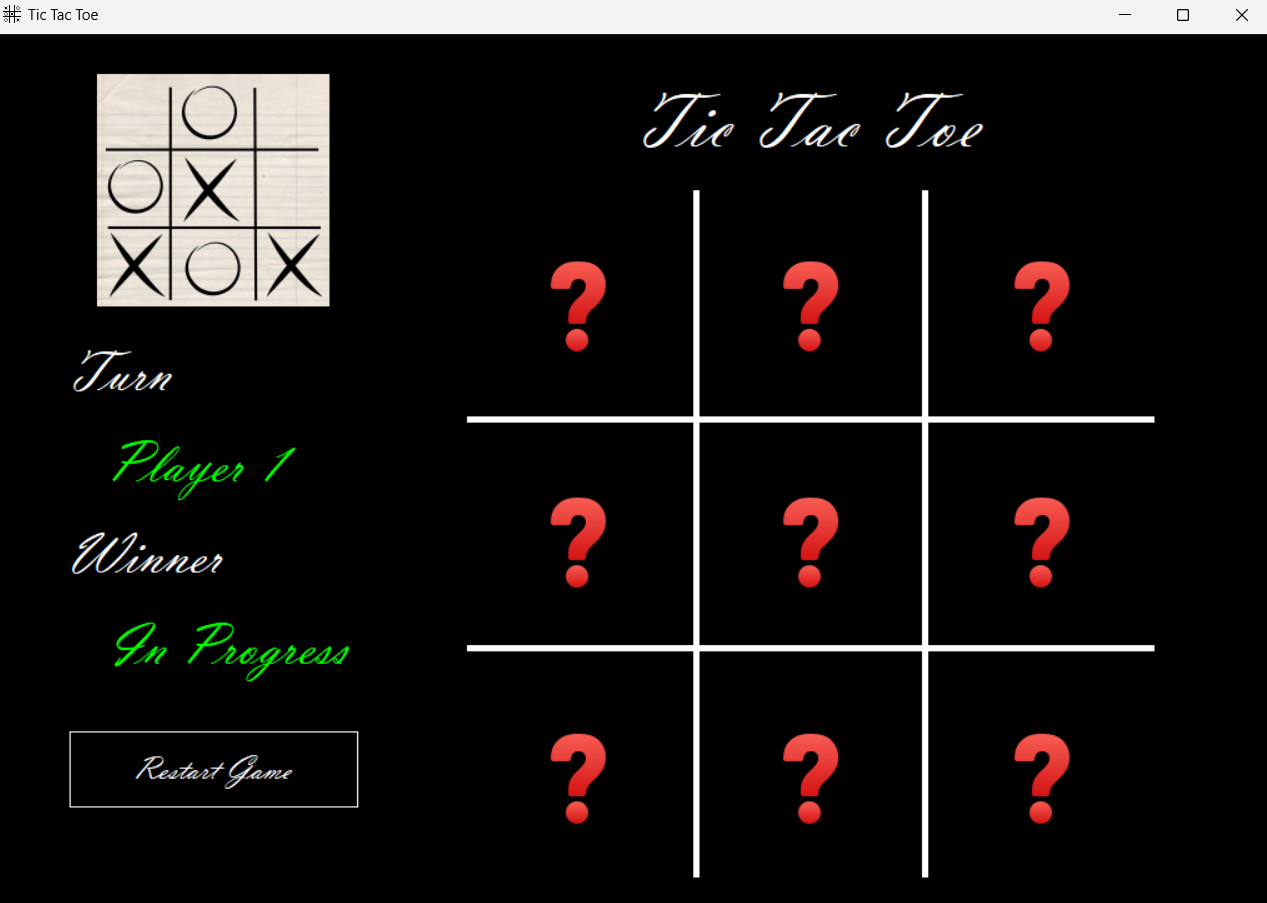 Tic Tac Toe
Tic Tac Toe
Turn
Player 1
Winner
In Progress
Restart Game